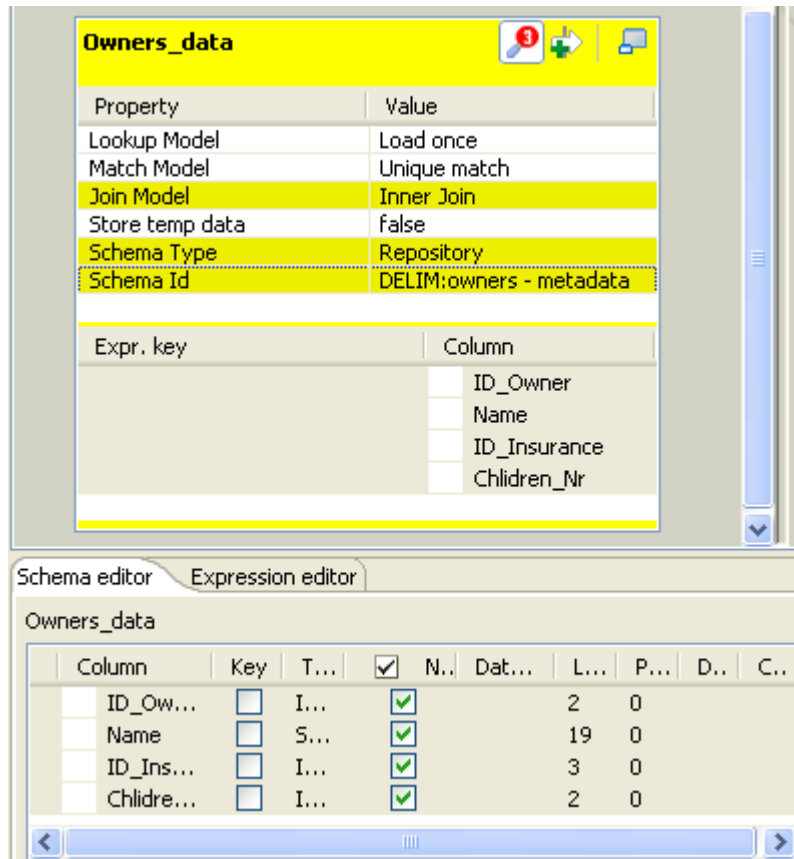 Owners_data 3
Property Value
Lookup Model Load once
Match Model Unique match
Join Model Inner Join
Store temp data false
Schema Type Repository
Schema Id DELIM:owners - metadata
Expr. key Column
ID_Owner
Name
ID_Insurance
Chlidren_Nr
Schema editor Expression editor
Owners_data
Column Key T... N.. Dat... L... P... D.. C..
ID_Ow... I... 2 0
Name S... 19 0
ID_Ins... I... 3 0
Chlidre... I... 2 0